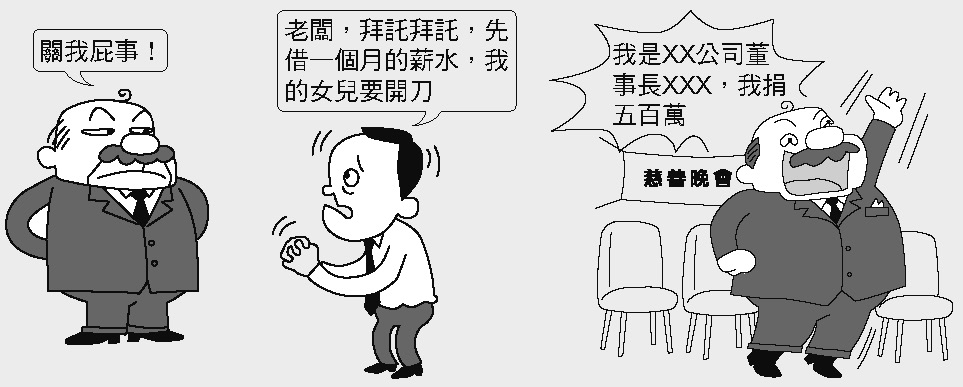 關我屁事！
老闆，拜託拜託，先
借一個月的薪水，我
的女兒要開刀
我是XX公司董
事長XXX，我捐
五百萬
慈善晚會